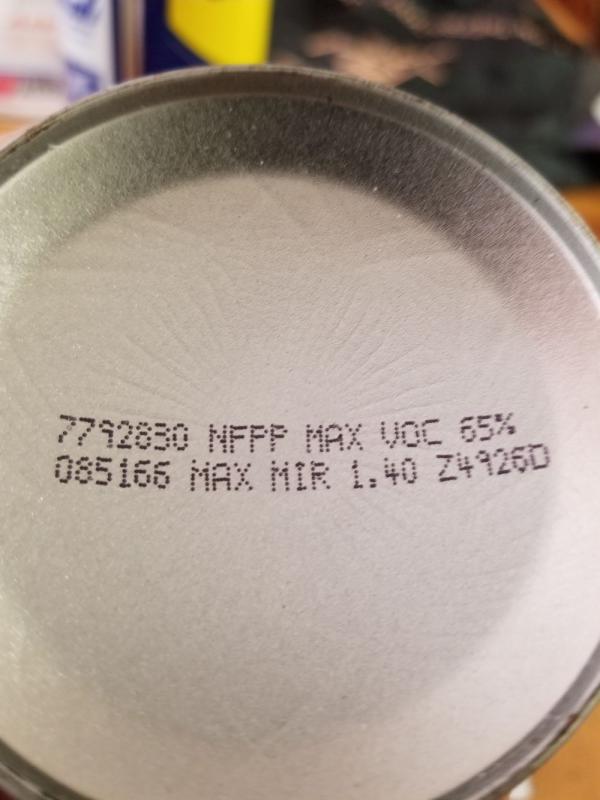 7792830 NFPP MAX VOC 65%
085166 MAX MIR 1.40 Z4926D